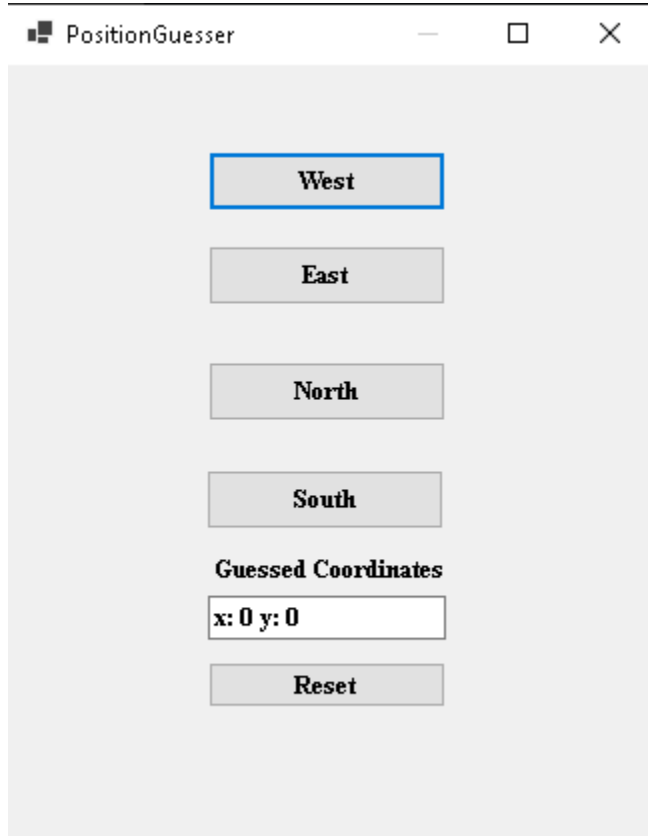 PositionGuesser
West
East
North
South
Guessed Coordinates
x: 0 y: 0
Reset